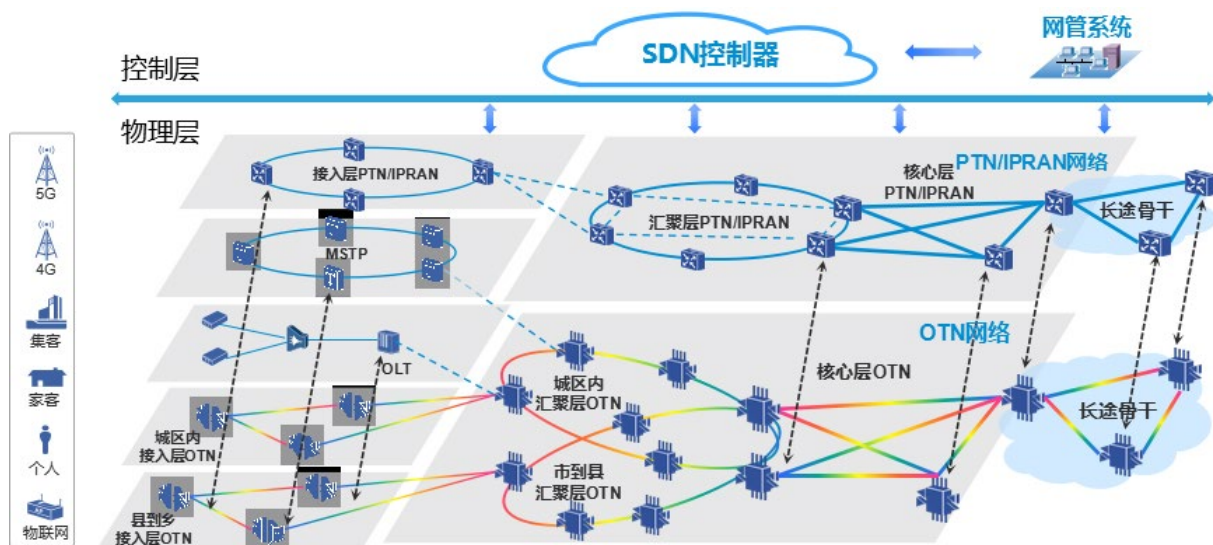 控制层
SDN控制器
网管系统
物理层
5G
4G
集客
家客
个人
物联网
接入层PTN/IPRAN
MSTP
OLT
城区内
接入层OTN
县到乡
接入层OTN
汇聚层PTN/IPRAN
核心层
PTN/IPRAN
PTN/IPRAN网络
长途骨干
OTN网络
城区内
汇聚层OTN
市到县
汇聚层OTN
核心层OTN
长途骨干